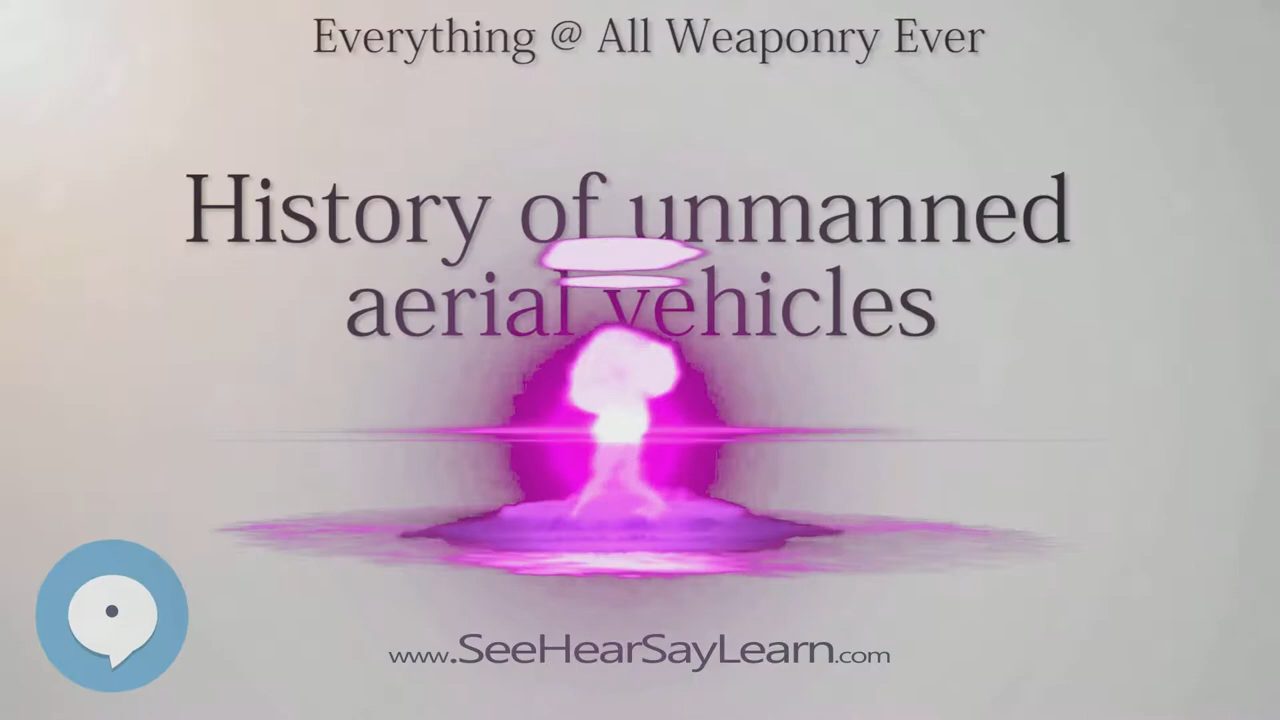 Everything @ All Weaponry Ever
History of unmanned
aerial vehicles
www.SeeHearSayLearn.com